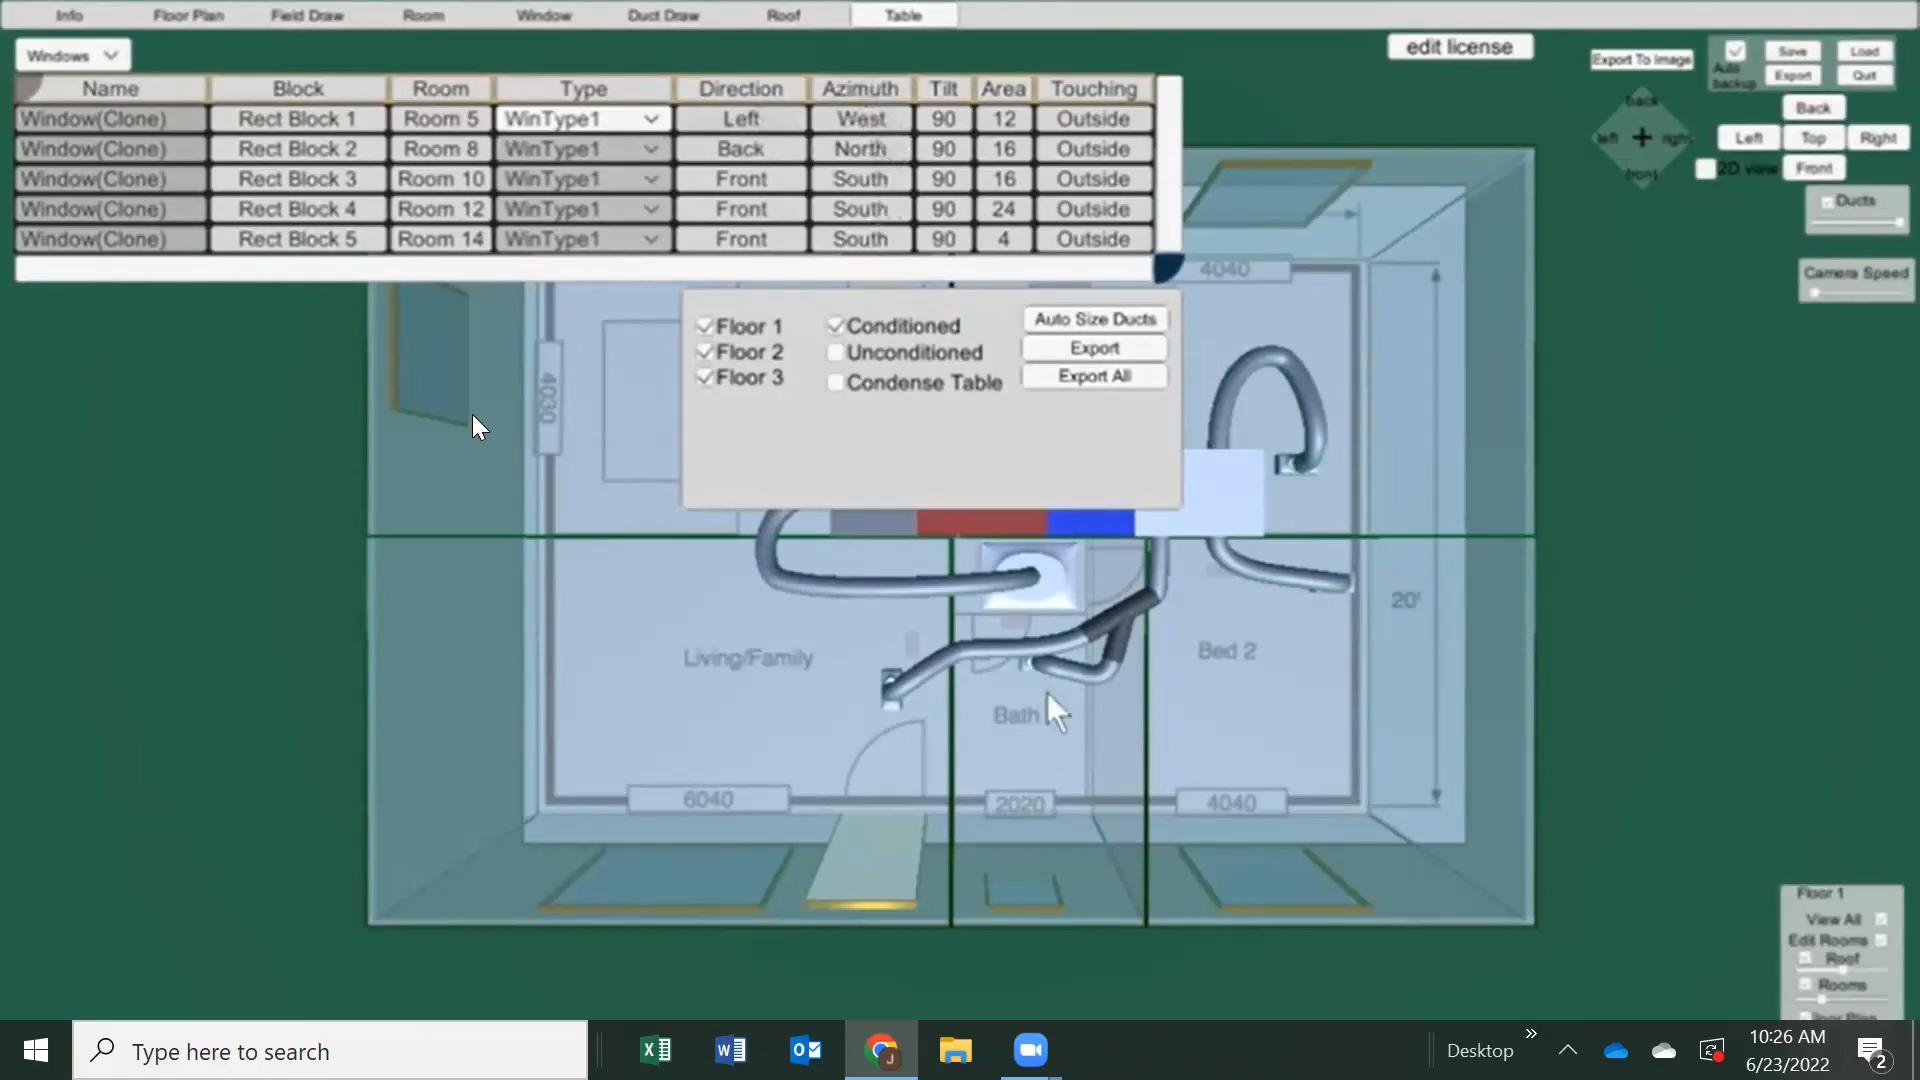 Info Floor Plan Field Draw Room Window Duct Draw Roof Table
Windows
edit license
Export To Image
Auto backup
Save Load
Export Quit
Name Block Room Type Direction Azimuth Tilt Area Touching
Window(Clone) Rect Block 1 Room 5 WinType1 Left West 90 12 Outside
Window(Clone) Rect Block 2 Room 8 WinType1 Back North 90 16 Outside
Window(Clone) Rect Block 3 Room 10 WinType1 Front South 90 16 Outside
Window(Clone) Rect Block 4 Room 12 WinType1 Front South 90 24 Outside
Window(Clone) Rect Block 5 Room 14 WinType1 Front South 90 4 Outside
back
left right
front
Back
Left Top Right
2D view Front
Ducts
Camera Speed
4040
Floor 1 Conditioned Auto Size Ducts
Floor 2 Unconditioned Export
Floor 3 Condense Table Export All
4030
20'
Living/Family Bath Bed 2
6040 2020 4040
Floor 1
View All
Edit Rooms
Roof
Rooms
Type here to search
Desktop
10:26 AM
6/23/2022
2